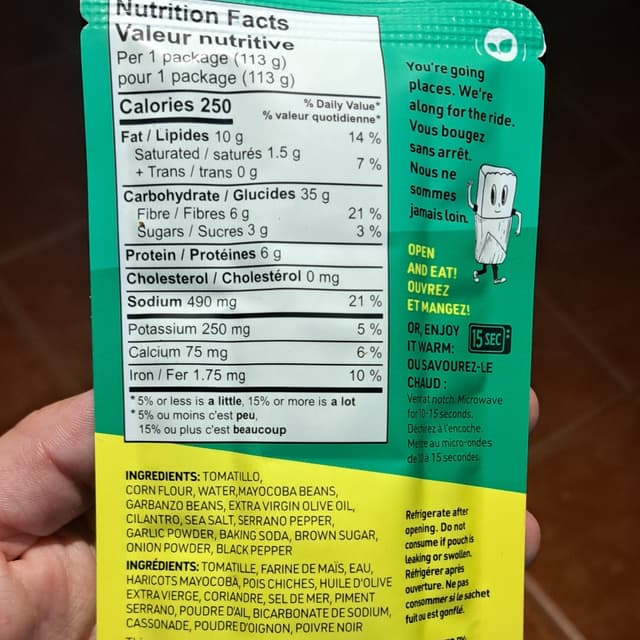 Nutrition Facts
Valeur nutritive
Per 1 package (113 g)
pour 1 package (113 g)
Calories 250
% Daily Value*
% valeur quotidienne*
Fat / Lipides 10 g 14 %
Saturated / saturés 1.5 g
+ Trans / trans 0 g 7 %
Carbohydrate / Glucides 35 g
Fibre / Fibres 6 g 21 %
Sugars / Sucres 3 g 3 %
Protein / Protéines 6 g
Cholesterol / Cholestérol 0 mg
Sodium 490 mg 21 %
Potassium 250 mg 5 %
Calcium 75 mg 6 %
Iron / Fer 1.75 mg 10 %
* 5% or less is a little, 15% or more is a lot
* 5% ou moins c'est peu,
15% ou plus c'est beaucoup
INGREDIENTS: TOMATILLO,
CORN FLOUR, WATER, MAYOCOBA BEANS,
GARBANZO BEANS, EXTRA VIRGIN OLIVE OIL,
CILANTRO, SEA SALT, SERRANO PEPPER,
GARLIC POWDER, BAKING SODA, BROWN SUGAR,
ONION POWDER, BLACK PEPPER
INGRÉDIENTS: TOMATILLE, FARINE DE MAÏS, EAU,
HARICOTS MAYOCOBA, POIS CHICHES, HUILE D'OLIVE
EXTRA VIERGE, CORIANDRE, SEL DE MER, PIMENT
SERRANO, POUDRE D'AIL, BICARBONATE DE SODIUM,
CASSONADE, POUDRE D'OIGNON, POIVRE NOIR
You're going
places. We're
along for the ride.
Vous bougez
sans arrêt.
Nous ne
sommes
jamais loin.
OPEN
AND EAT!
OUVREZ
ET MANGEZ!
OR, ENJOY
IT WARM:
15 SEC
OU SAVOUREZ-LE
CHAUD :
at notch. Microwave
for 10-15 seconds.
Déchirez à l'encoche.
Mettre au micro-ondes
de 10 à 15 secondes.
Refrigerate after
opening. Do not
consume if pouch is
leaking or swollen.
Réfrigérer après
ouverture. Ne pas
consommer si le sachet
fuit ou est gonflé.